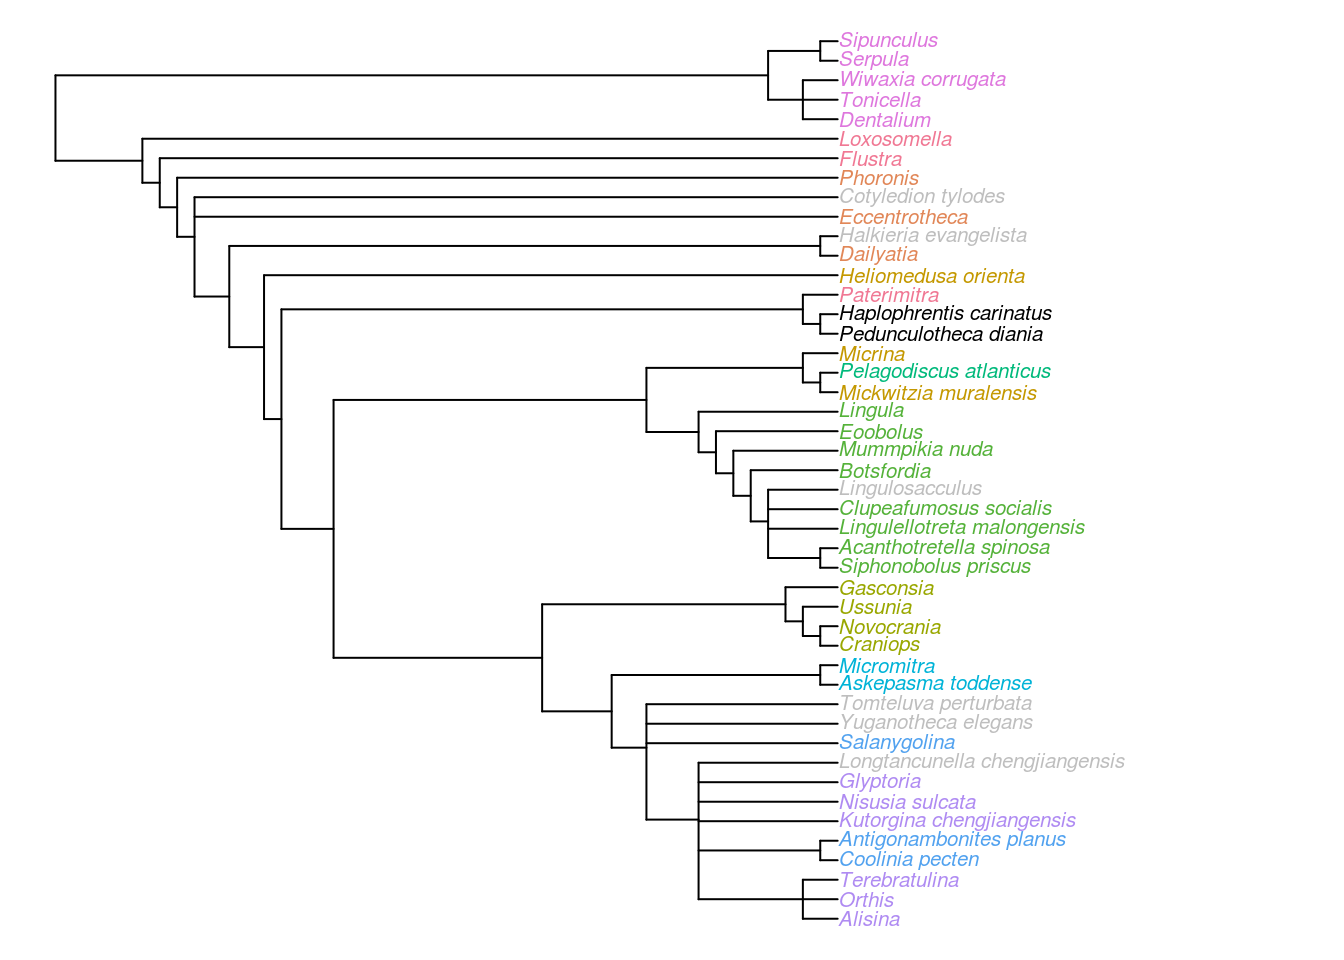 Sipunculus
Serpula
Wiwaxia corrugata
Tonicella
Dentalium
Loxosomella
Flustra
Phoronis
Cotyledion tylodes
Eccentrotheca
Halkieria evangelista
Dailyatia
Heliomedusa orienta
Paterimitra
Haplophrentis carinatus
Pedunculotheca diania
Micrina
Pelagodiscus atlanticus
Mickwitzia muralensis
Lingula
Eoobolus
Mummpikia nuda
Botsfordia
Lingulosacculus
Clupeafumosus socialis
Lingulellotreta malongensis
Acanthotretella spinosa
Siphonobolus priscus
Gasconsia
Ussunia
Novocrania
Craniops
Micromitra
Askepasma toddense
Tomteluva perturbata
Yuganotheca elegans
Salanygolina
Longtancunella chengjiangensis
Glyptoria
Nisusia sulcata
Kutorgina chengjiangensis
Antigonambonites planus
Coolinia pecten
Terebratulina
Orthis
Alisina